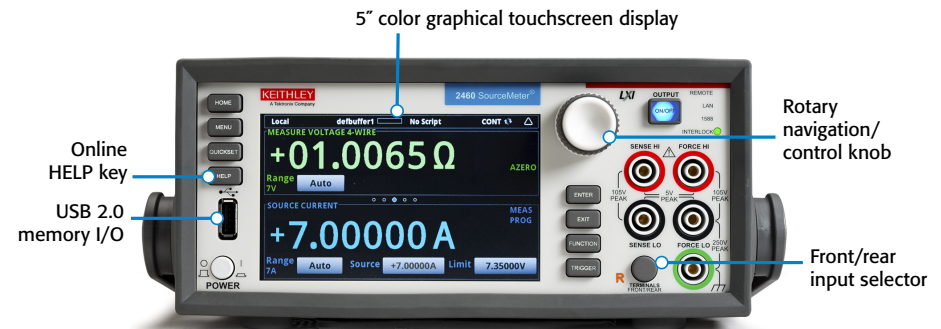 5″ color graphical touchscreen display
Online
HELP key
USB 2.0
memory I/O
HOME
MENU
QUICKSET
HELP
POWER
KEITHLEY
A Tektronix Company
2460 SourceMeter®
Local defbuffer1 No Script CONT
MEASURE VOLTAGE 4-WIRE
+01.0065 Ω
AZERO
Range
7V
Auto
SOURCE CURRENT
MEAS
PROG
+7.00000 A
Range
7A
Auto
Source +7.00000A
Limit 7.35000V
LXI
OUTPUT
ON/OFF
REMOTE
LAN
1588
INTERLOCK
SENSE HI
FORCE HI
105V
PEAK
5V
PEAK
105V
PEAK
SENSE LO
FORCE LO
250V
PEAK
ENTER
EXIT
FUNCTION
TRIGGER
R
TERMINALS
FRONT/REAR
Rotary
navigation/
control knob
Front/rear
input selector